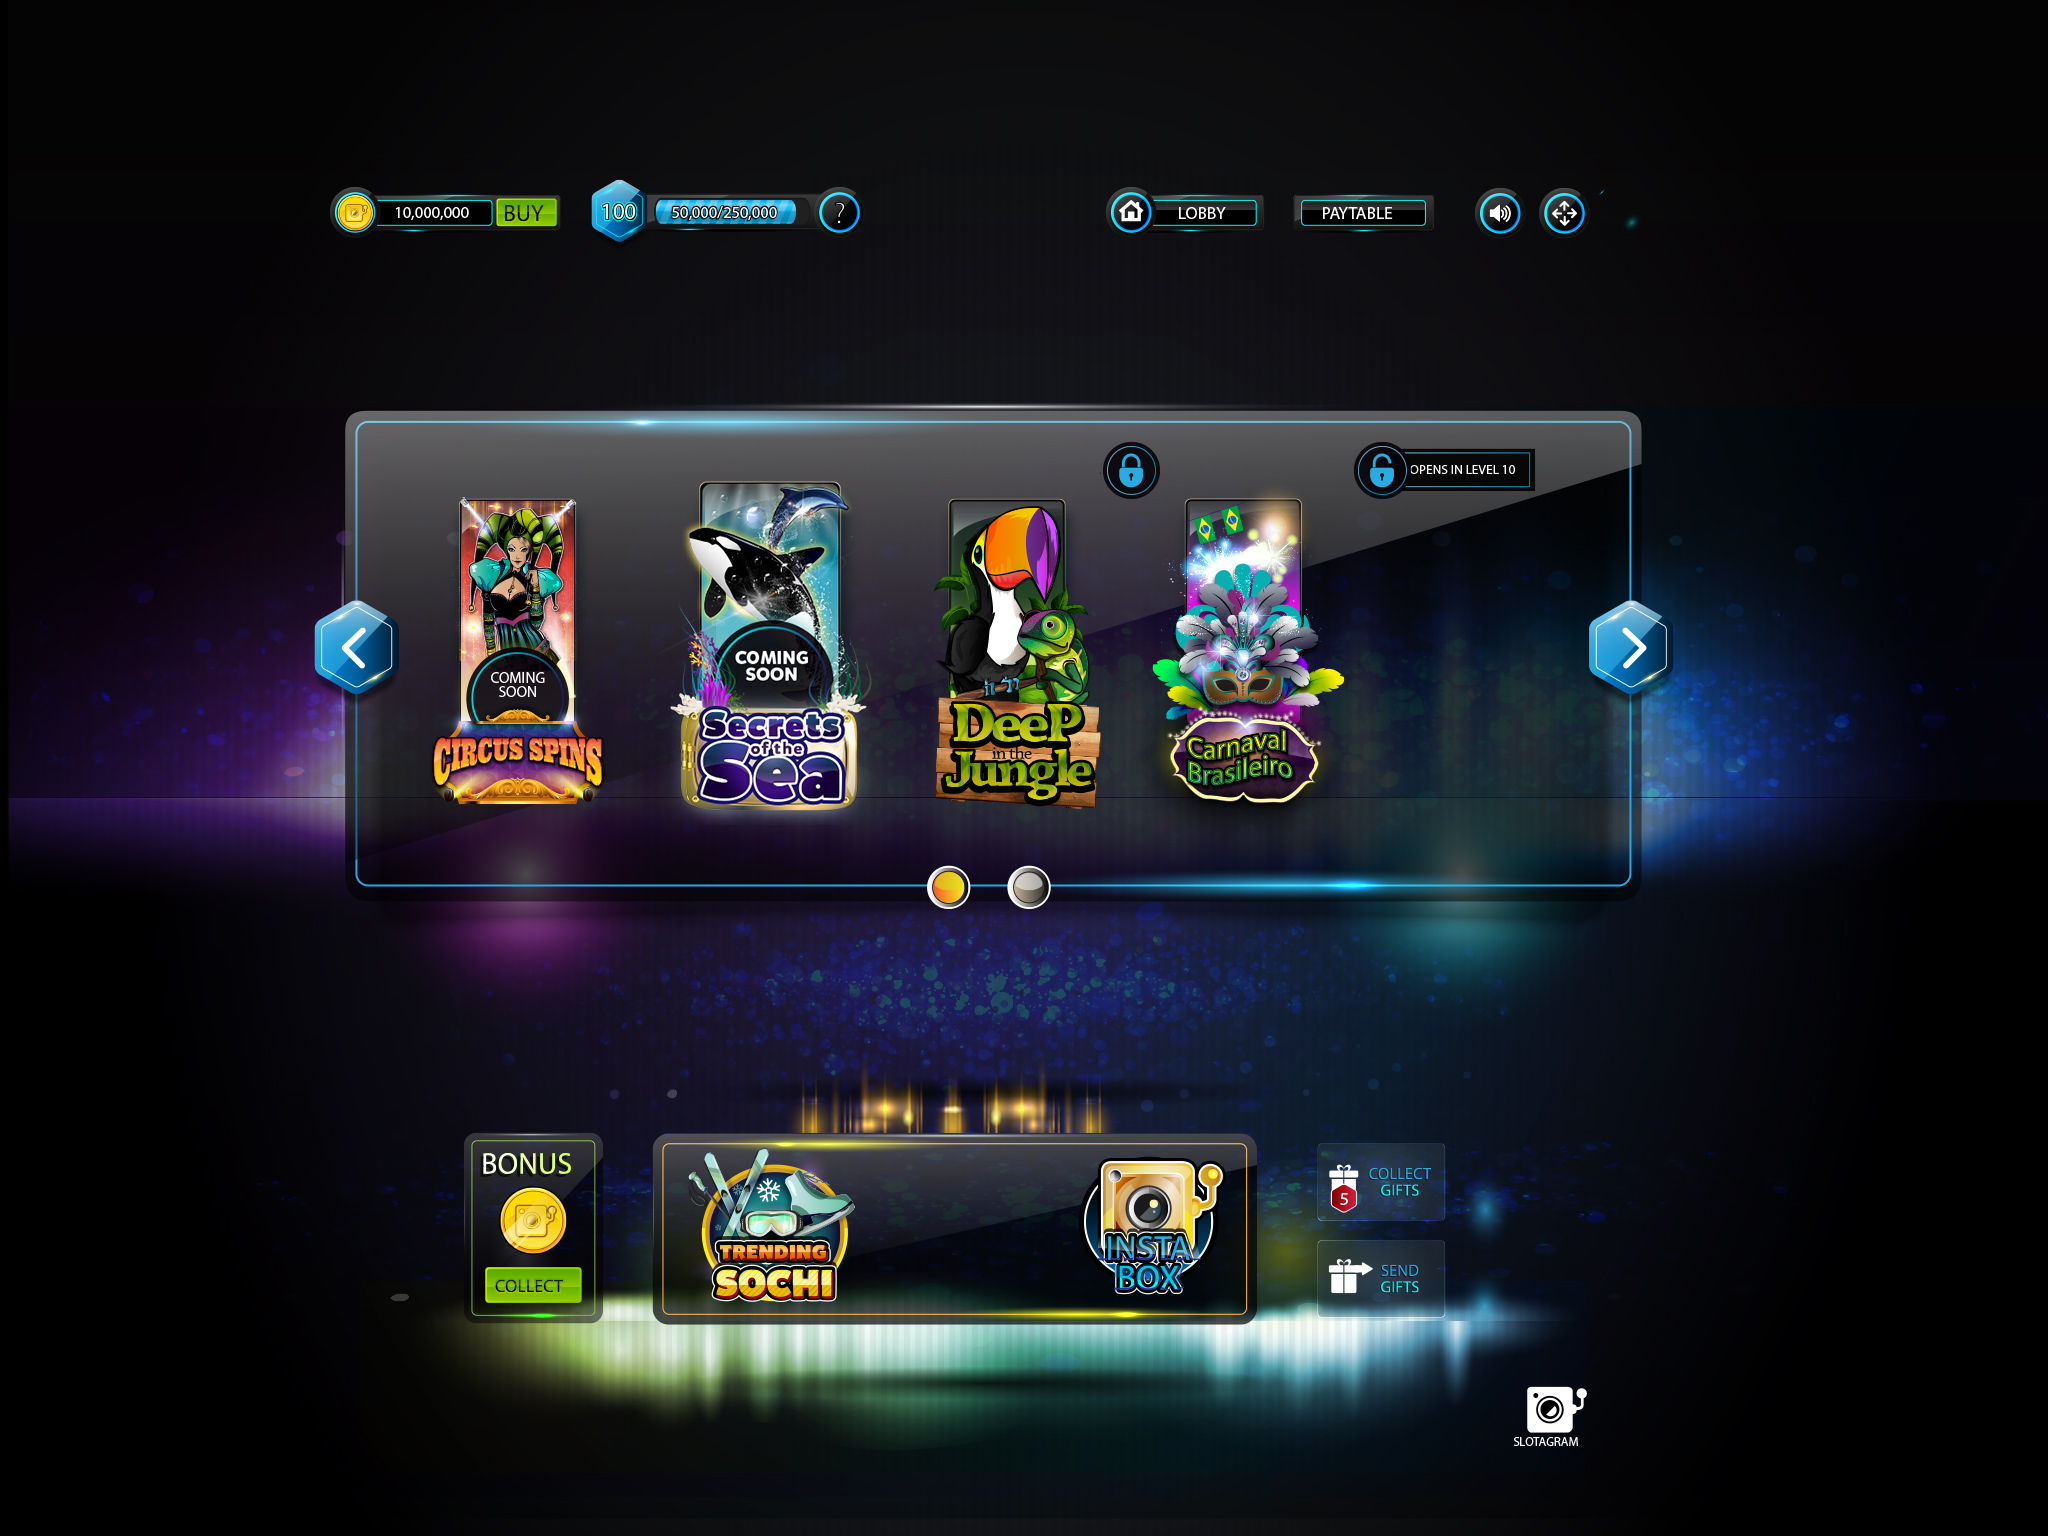 10,000,000
BUY
100
50,000/250,000
?
LOBBY
PAYTABLE
OPENS IN LEVEL 10
COMING
SOON
CIRCUS SPINS
COMING
SOON
Secrets
of the
Sea
DeeP
in the
Jungle
Carnaval
Brasileiro
BONUS
COLLECT
TRENDING
SOCHI
INSTA
BOX
COLLECT
GIFTS
5
SEND
GIFTS
SLOTAGRAM